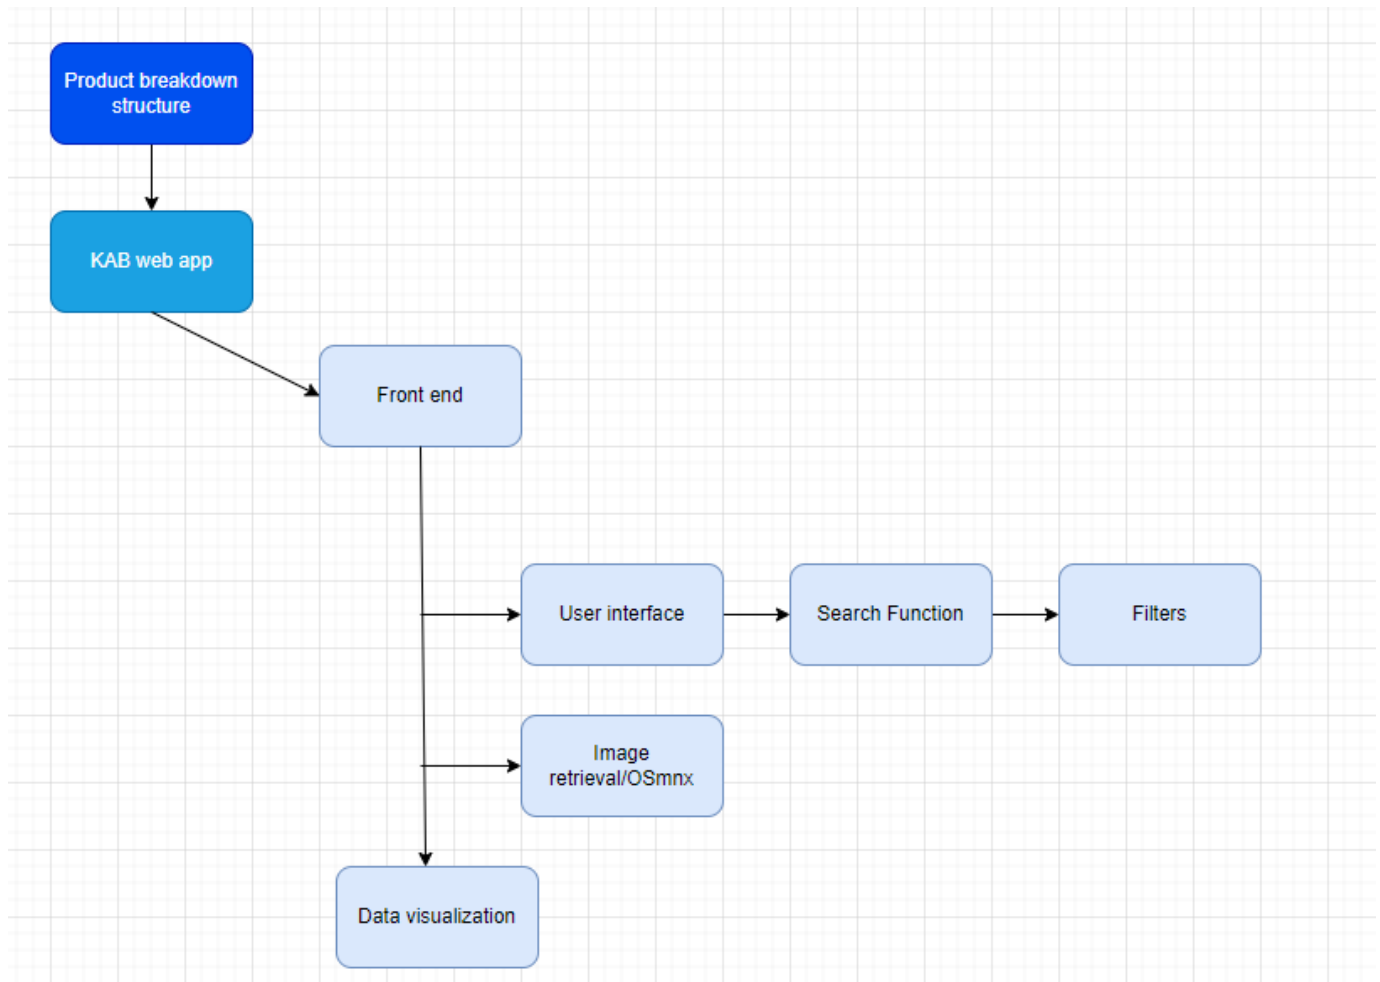 Product breakdown
structure
KAB web app
Front end
User interface
Search Function
Filters
Image
retrieval/OSmnx
Data visualization